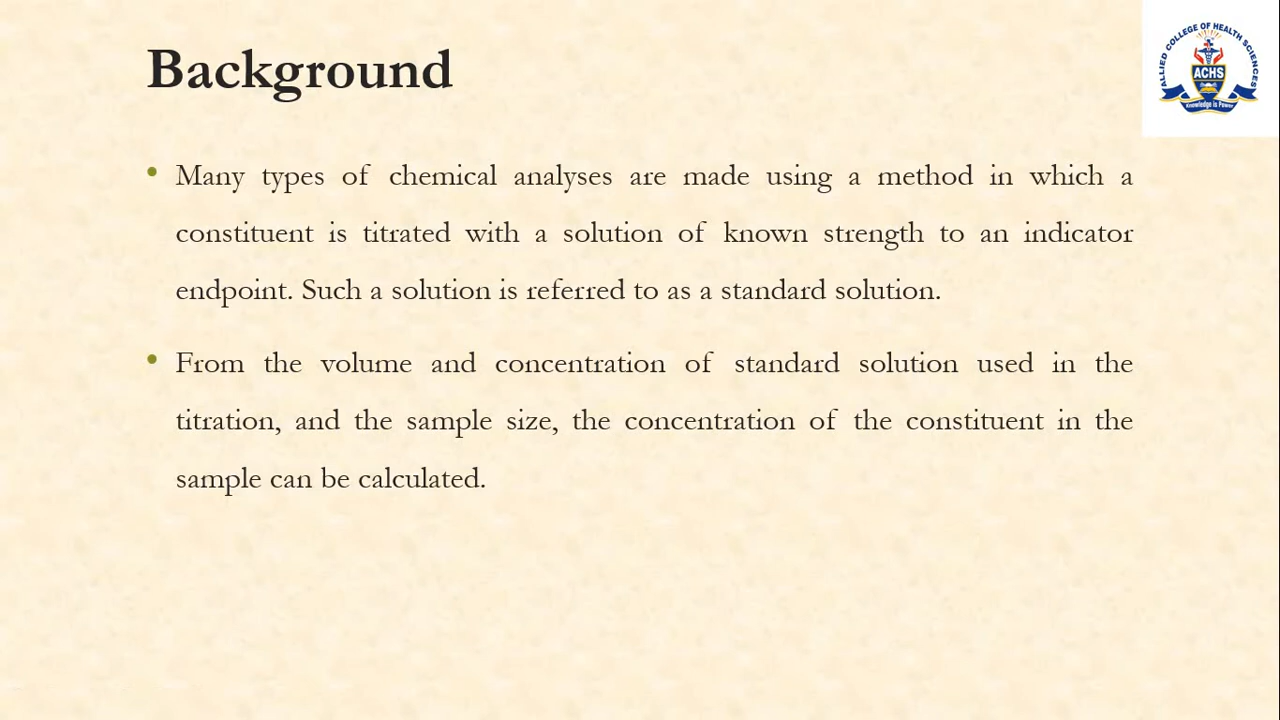 Background
ALLIED COLLEGE OF HEALTH SCIENCES
ACHS
Knowledge is Power
• Many types of chemical analyses are made using a method in which a
constituent is titrated with a solution of known strength to an indicator
endpoint. Such a solution is referred to as a standard solution.
• From the volume and concentration of standard solution used in the
titration, and the sample size, the concentration of the constituent in the
sample can be calculated.